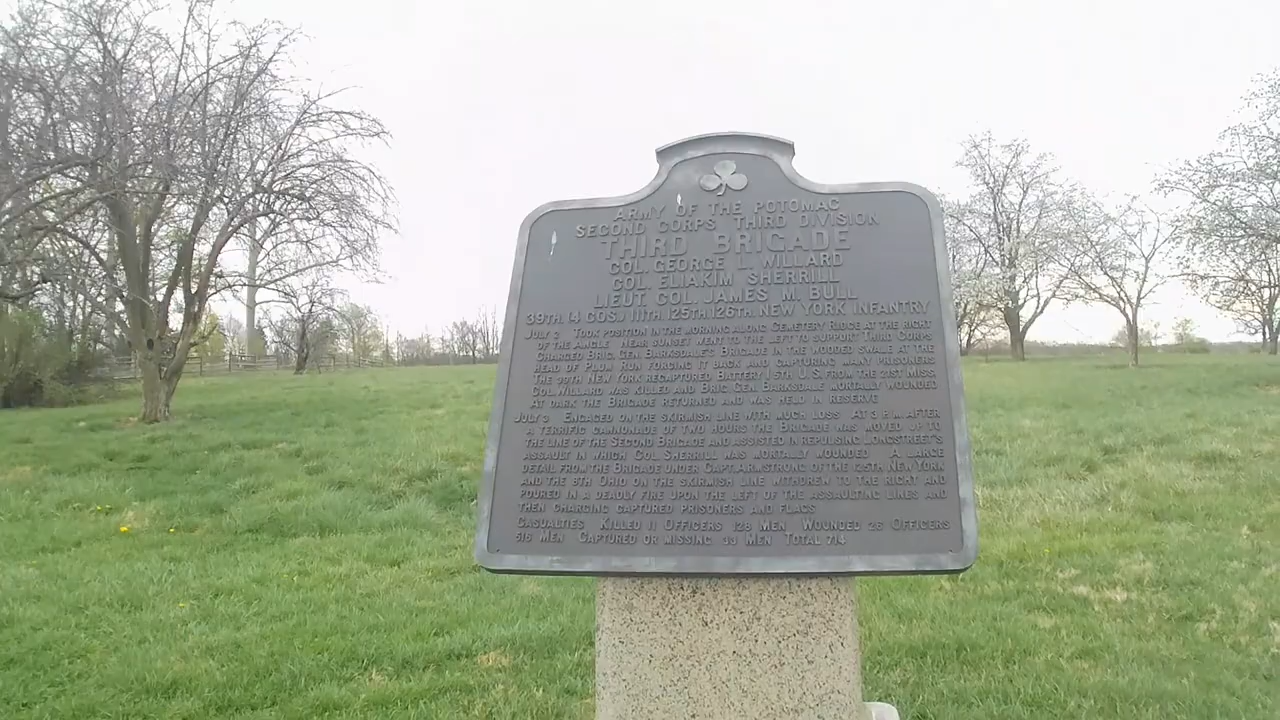 ARMY OF THE POTOMAC
SECOND CORPS THIRD DIVISION
THIRD BRIGADE
COL. GEORGE L. WILLARD
COL. ELIAKIM SHERRILL
LIEUT. COL. JAMES M. BULL
39TH. (4 COS.) 111TH. 125TH. 126TH. NEW YORK INFANTRY
JULY 2 TOOK POSITION IN THE MORNING ALONG CEMETERY RIDGE AT THE RIGHT
OF THE ANGLE NEAR SUNSET WENT TO THE LEFT TO SUPPORT THIRD CORPS
CHARGED BRIG. GEN. BARKSDALE'S BRIGADE IN THE WOODED SWALE AT THE
HEAD OF PLUM RUN FORCING IT BACK AND CAPTURING MANY PRISONERS
THE 39TH NEW YORK RECAPTURED BATTERY I, 5TH. U.S. FROM THE 21ST MISS.
COL. WILLARD WAS KILLED AND BRIG. GEN. BARKSDALE MORTALLY WOUNDED
AT DARK THE BRIGADE RETURNED AND WAS HELD IN RESERVE
JULY 3 ENGAGED ON THE SKIRMISH LINE WITH MUCH LOSS AT 3 P.M. AFTER
A TERRIFIC CANNONADE OF TWO HOURS THE BRIGADE WAS MOVED UP TO
THE LINE OF THE SECOND BRIGADE AND ASSISTED IN REPULSING LONGSTREET'S
ASSAULT IN WHICH COL. SHERRILL WAS MORTALLY WOUNDED A LARGE
DETAIL FROM THE BRIGADE UNDER CAPT. ARMSTRONG OF THE 125TH. NEW YORK
AND THE 8TH OHIO ON THE SKIRMISH LINE WITHDREW TO THE RIGHT AND
POURED IN A DEADLY FIRE UPON THE LEFT OF THE ASSAULTING LINES AND
THEN CHARGING CAPTURED PRISONERS AND FLAGS
CASUALTIES KILLED 11 OFFICERS 128 MEN WOUNDED 26 OFFICERS
516 MEN CAPTURED OR MISSING 33 MEN TOTAL 714